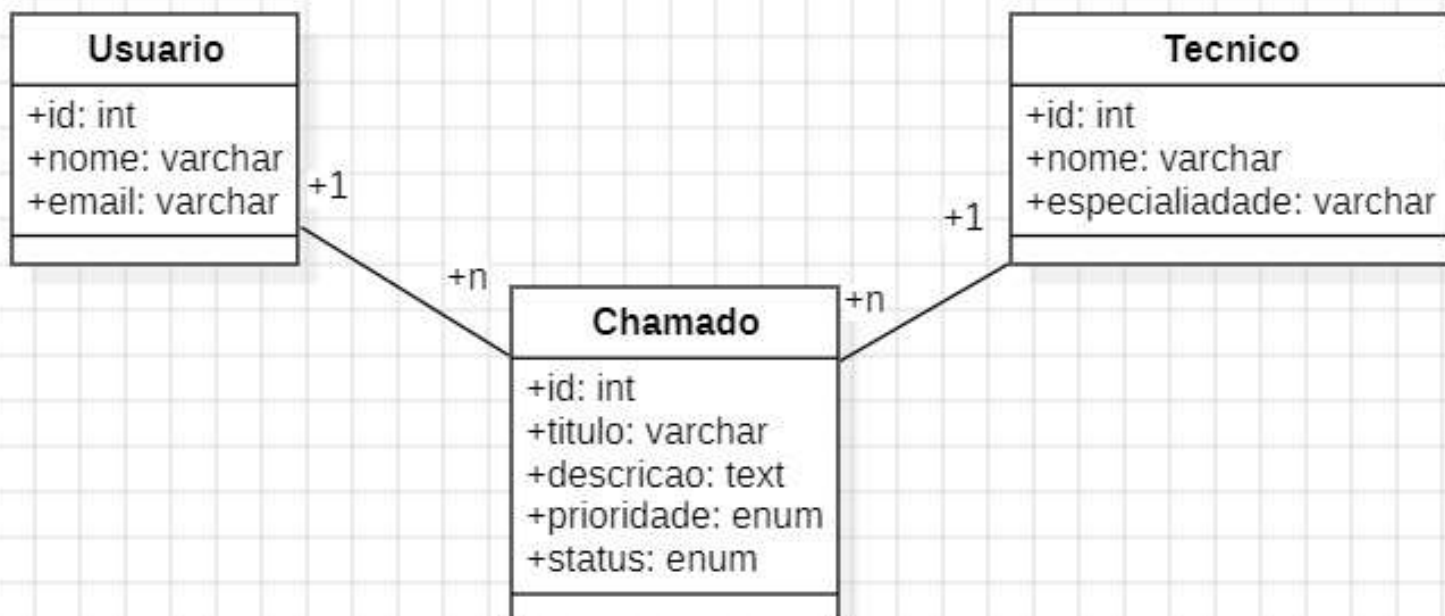 Usuario
+id: int
+nome: varchar
+email: varchar
+1
+n
Tecnico
+id: int
+nome: varchar
+especialiadade: varchar
+1
+n
Chamado
+id: int
+titulo: varchar
+descricao: text
+prioridade: enum
+status: enum